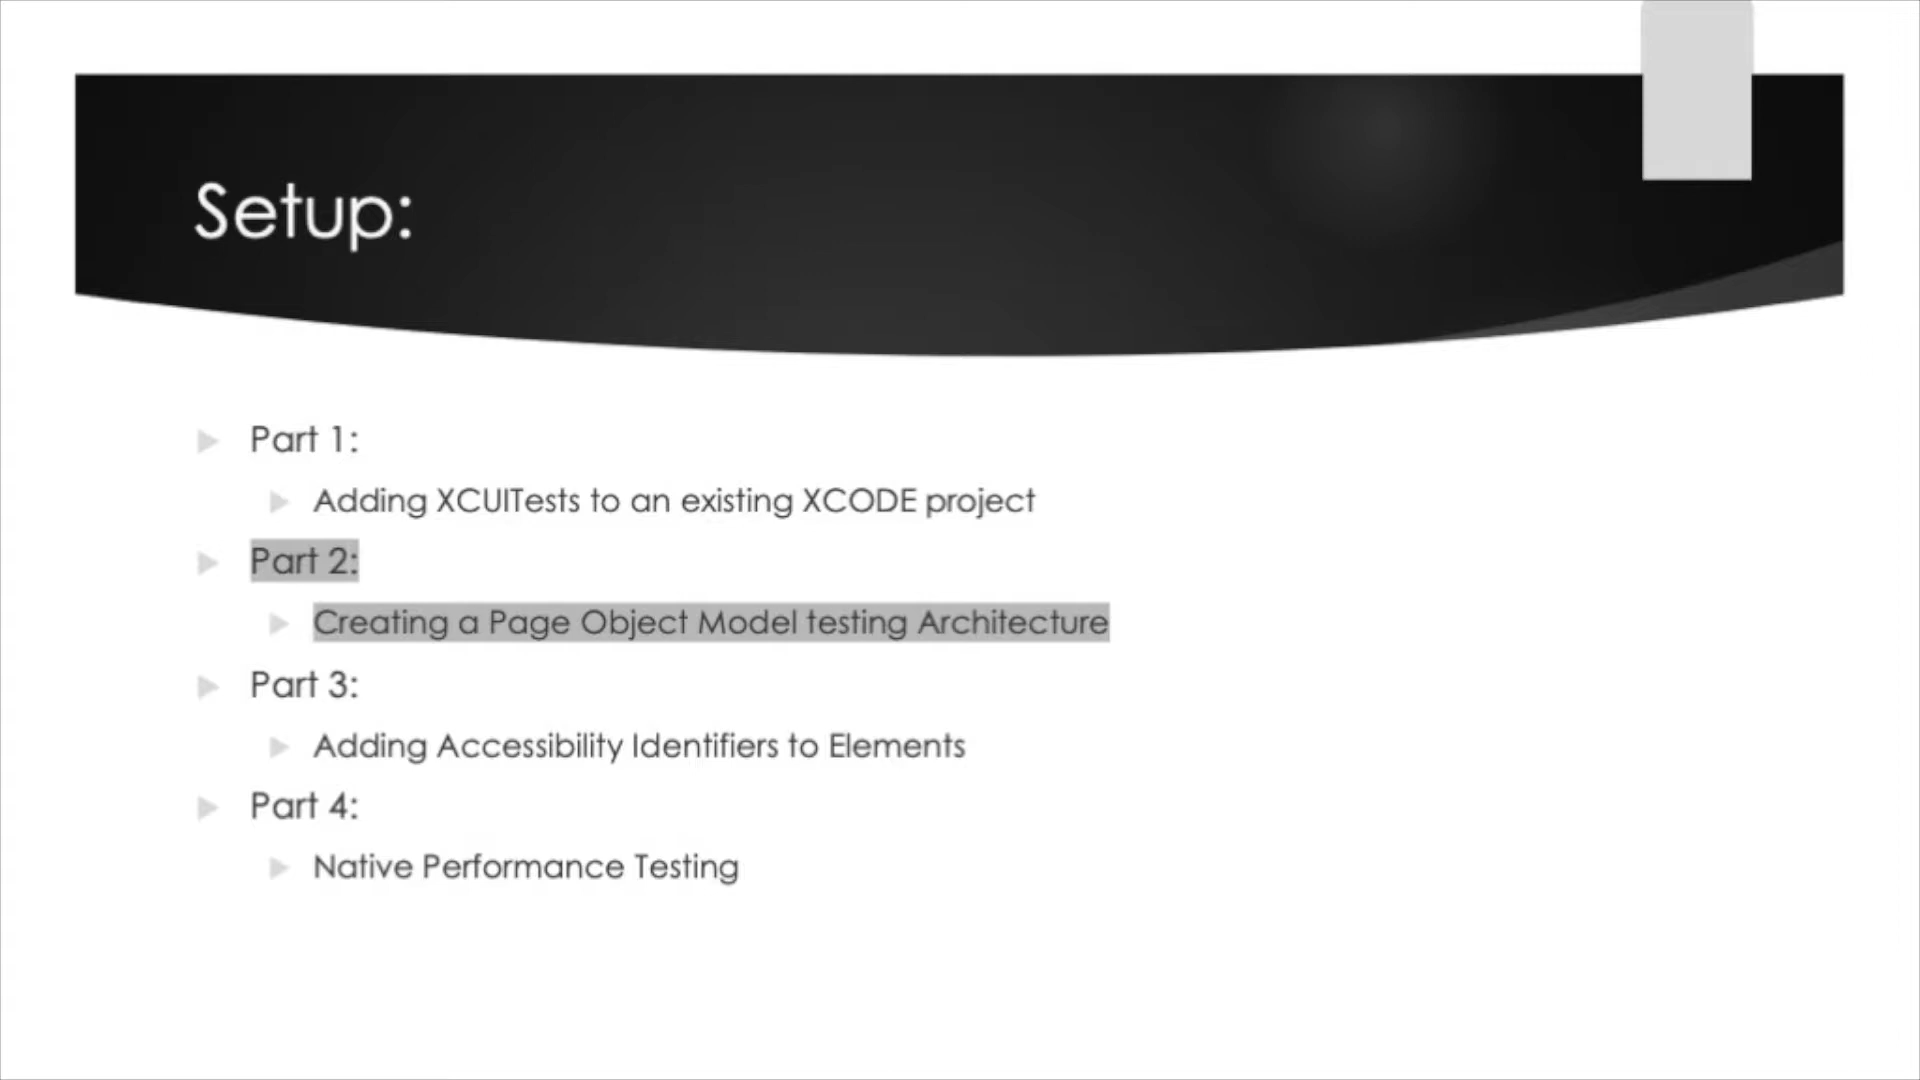 Setup:
Part 1:
Adding XCUITests to an existing XCODE project
Part 2:
Creating a Page Object Model testing Architecture
Part 3:
Adding Accessibility Identifiers to Elements
Part 4:
Native Performance Testing